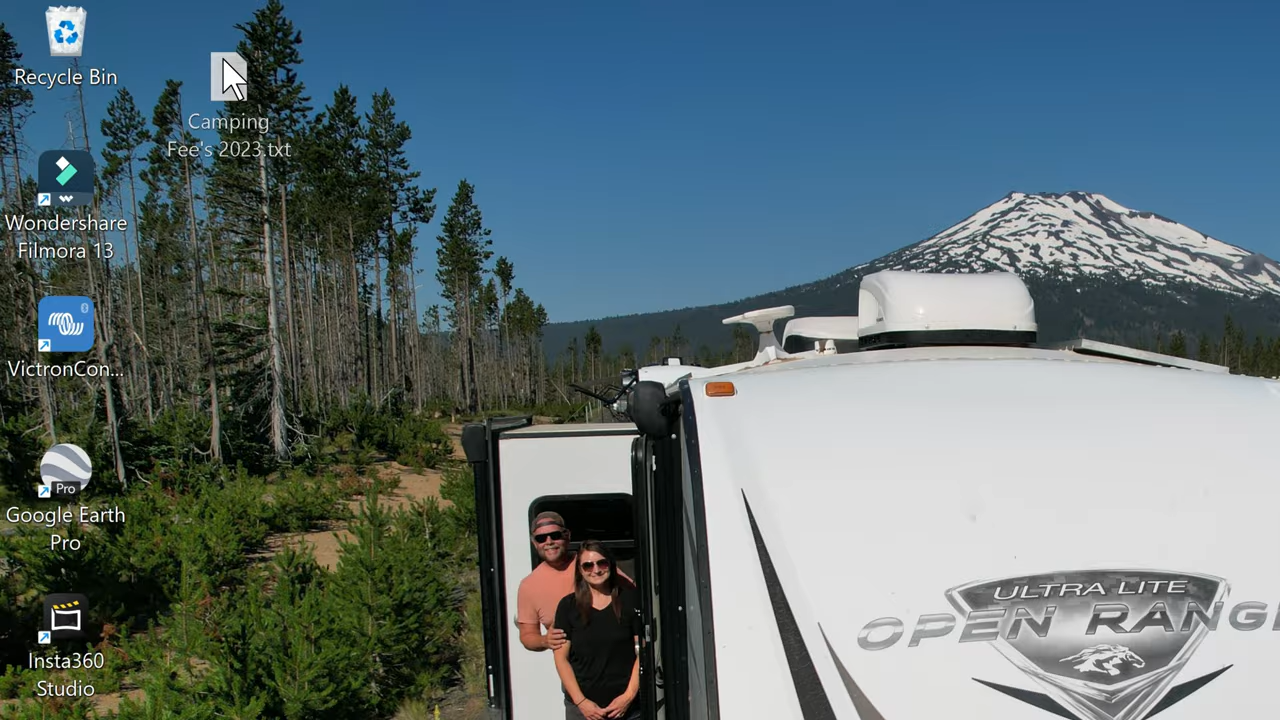 Recycle Bin
Camping
Fee's 2023.txt
Wondershare
Filmora 13
VictronCon...
Pro
Google Earth
Pro
Insta360
Studio
ULTRA LITE
OPEN RANGE